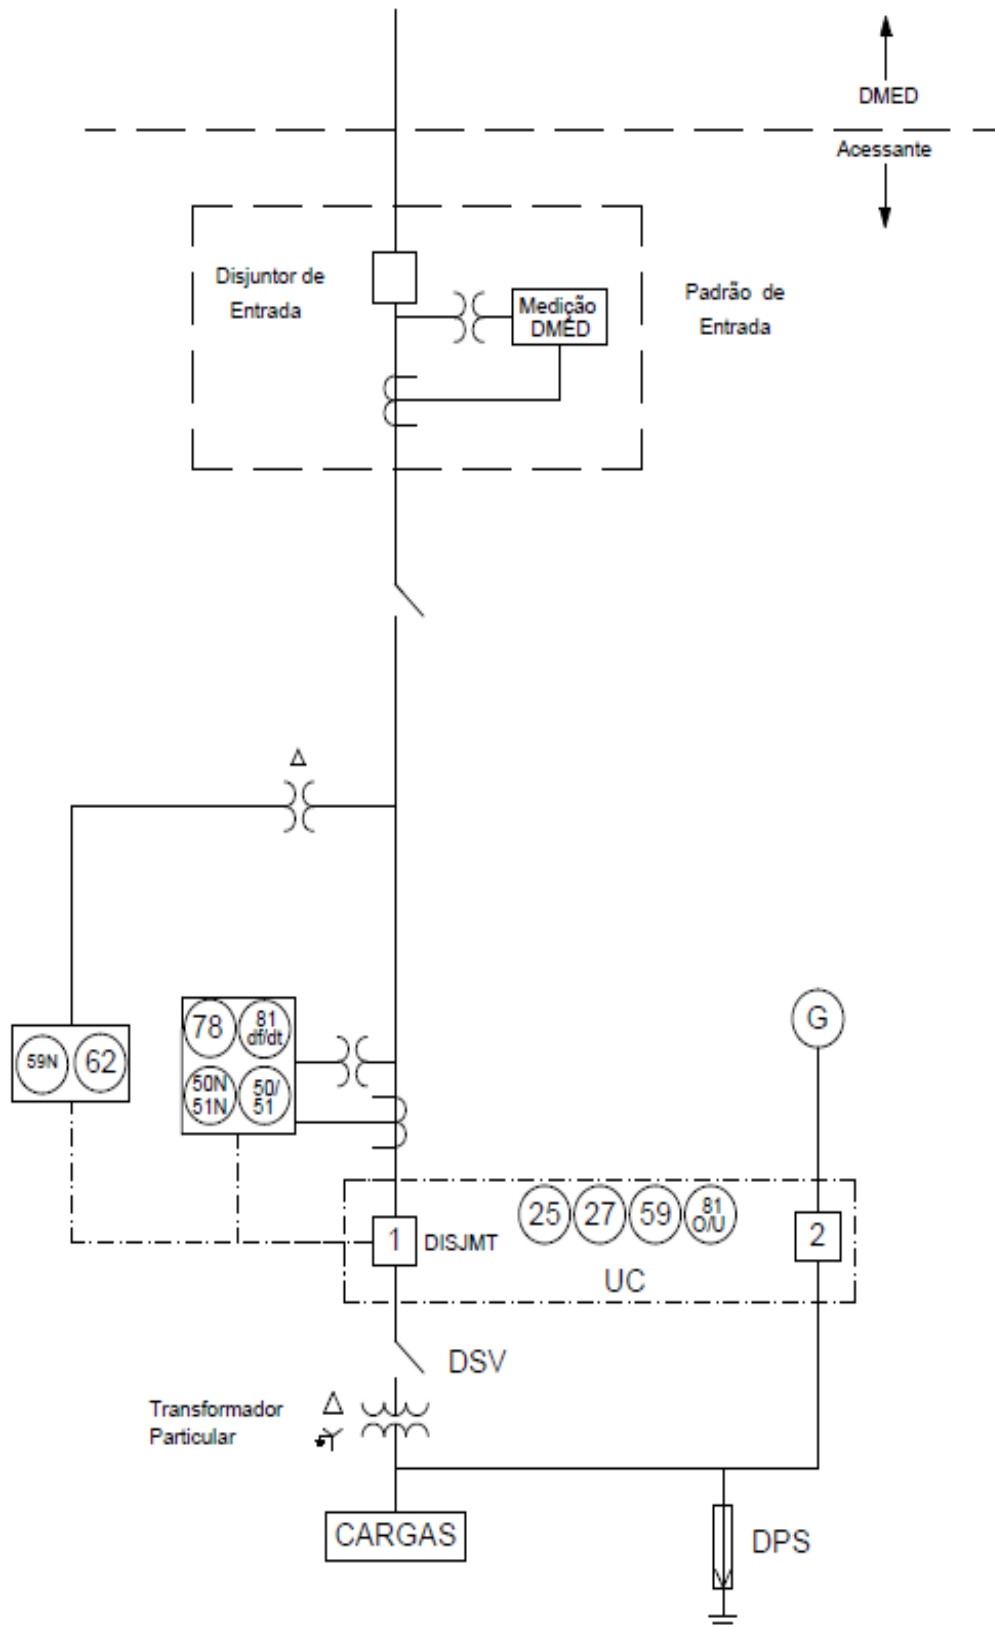 DMED
Acessante
Disjuntor de
Entrada
Medição
DMED
Padrão de
Entrada
Δ
78
81
df/dt
59N
62
50N
51N
50/
51
G
25
27
59
81
O/U
1
DISJMT
2
UC
DSV
Transformador
Particular
Δ
CARGAS
DPS